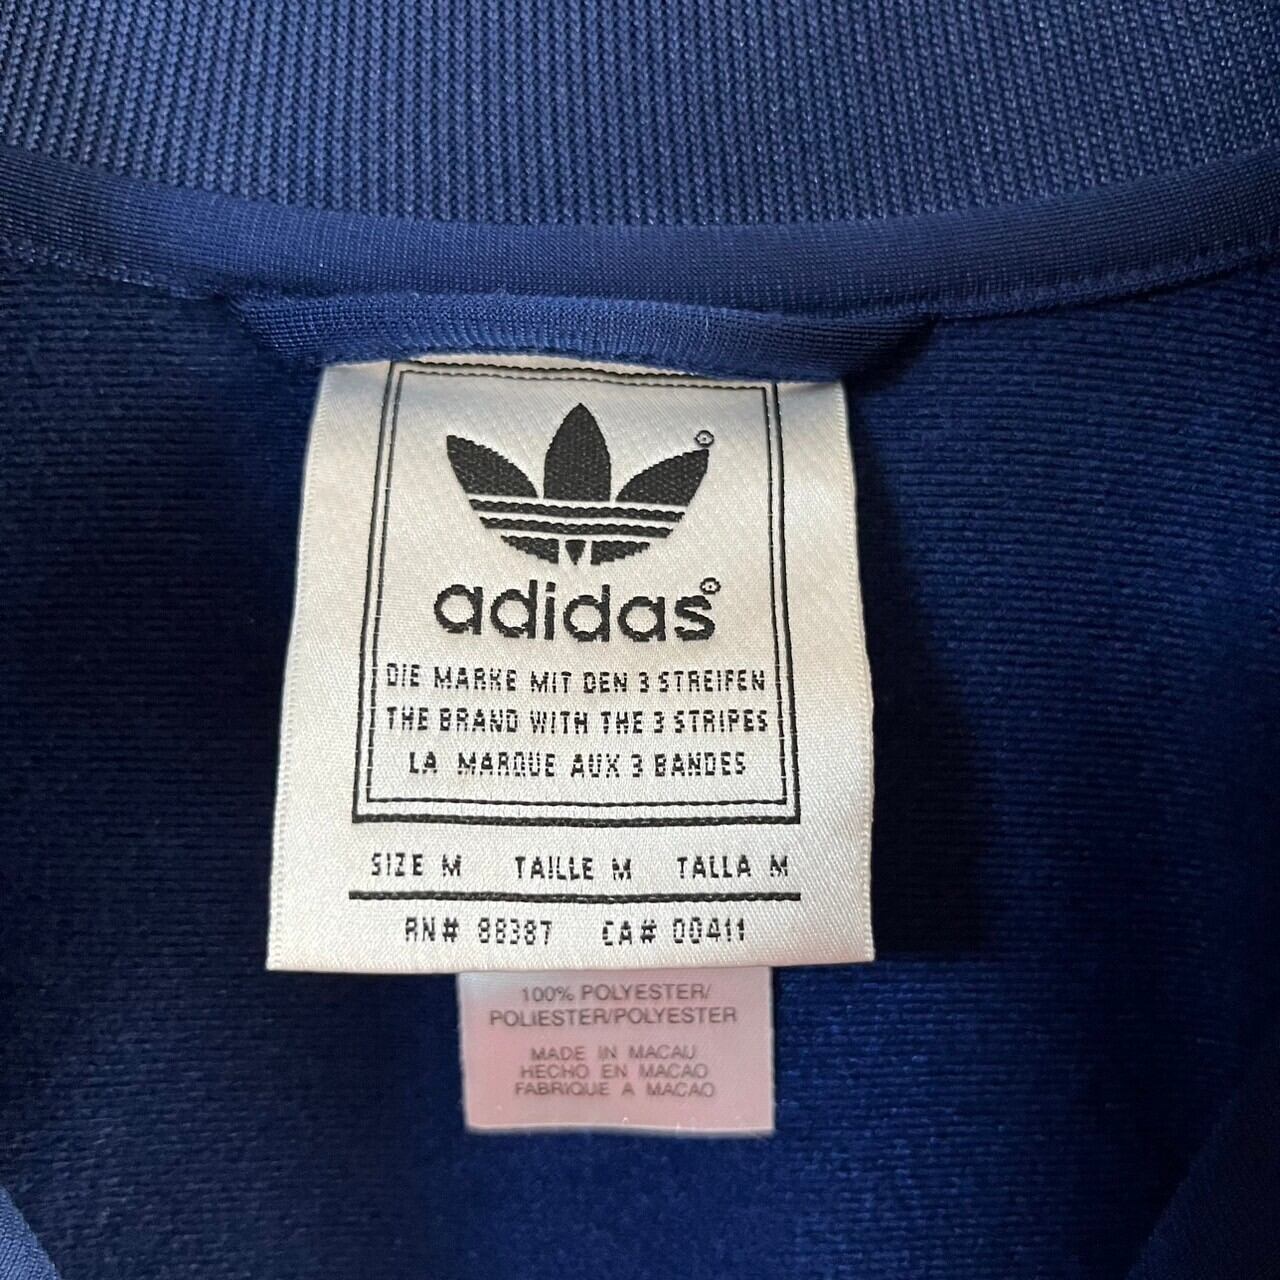 adidas
DIE MARKE MIT DEN 3 STREIFEN
THE BRAND WITH THE 3 STRIPES
LA MARQUE AUX 3 BANDES
SIZE M TAILLE M TALLA M
RN# 88387 CA# 00411
100% POLYESTER/
POLIESTER/POLYESTER
MADE IN MACAU
HECHO EN MACAO
FABRIQUE A MACAO